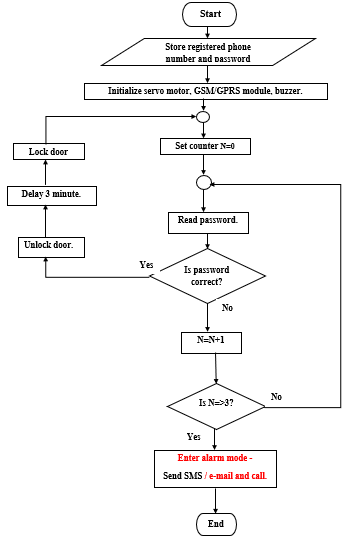 Start
Store registered phone
number and password
Initialize servo motor, GSM/GPRS module, buzzer.
Lock door
Set counter N=0
Delay 3 minute.
Read password.
Unlock door.
Yes
Is password
correct?
No
N=N+1
Is N=>3?
No
Yes
Enter alarm mode -
Send SMS / e-mail and call.
End